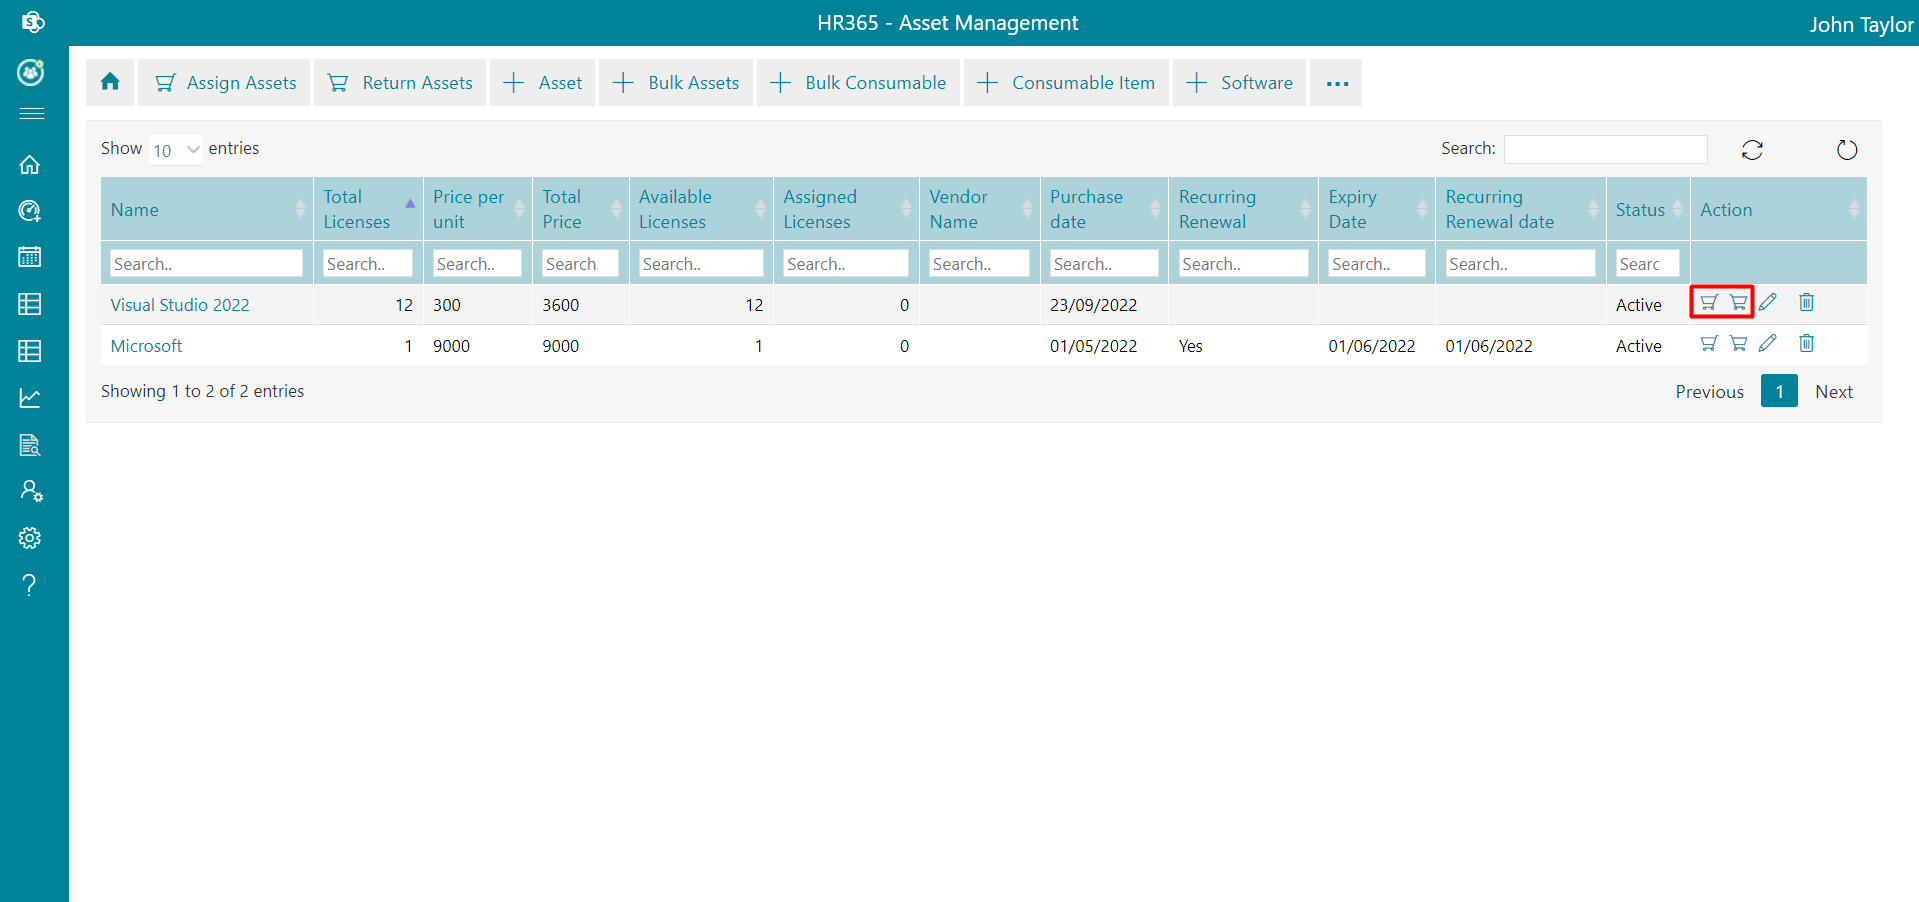 HR365 - Asset Management
John Taylor
Assign Assets Return Assets Asset Bulk Assets Bulk Consumable Consumable Item Software ...
Show 10 entries Search:
Name Total Licenses Price per unit Total Price Available Licenses Assigned Licenses Vendor Name Purchase date Recurring Renewal Expiry Date Recurring Renewal date Status Action
Search.. Search.. Search.. Search. Search.. Search.. Search.. Search.. Search.. Search.. Search.. Searc
Visual Studio 2022 12 300 3600 12 0 23/09/2022 Active
Microsoft 1 9000 9000 1 0 01/05/2022 Yes 01/06/2022 01/06/2022 Active
Showing 1 to 2 of 2 entries Previous 1 Next